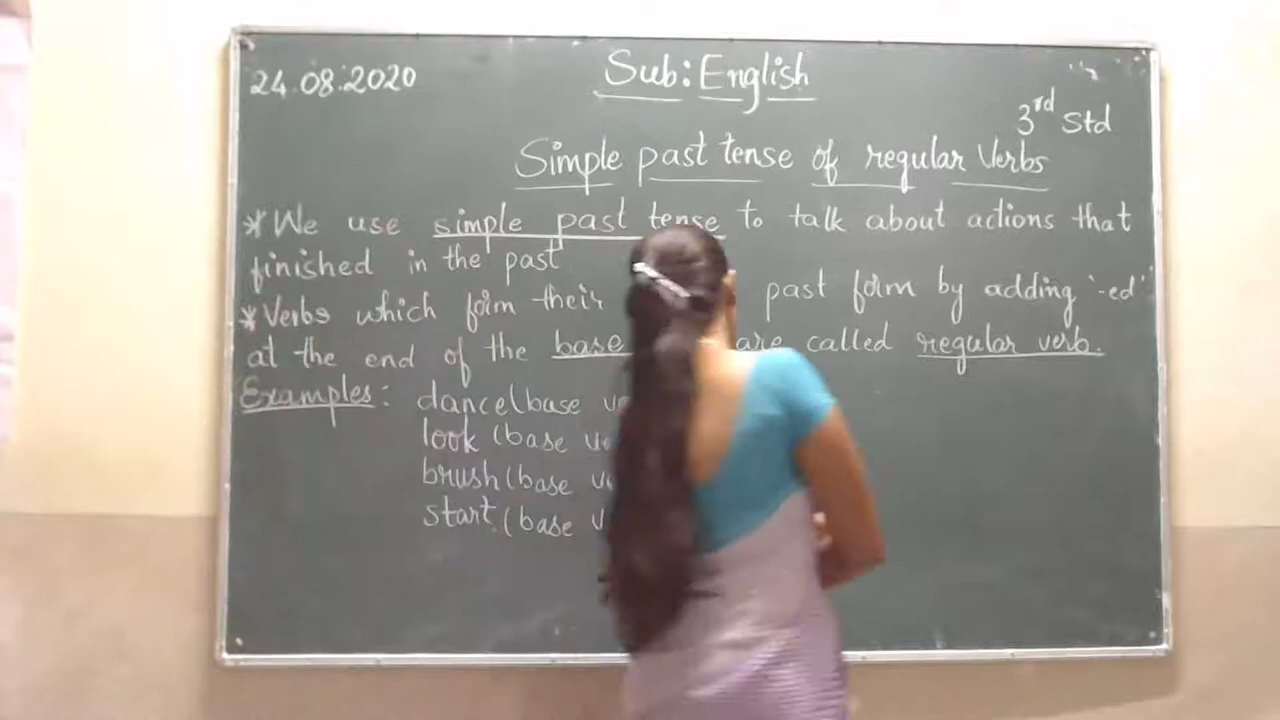 24.08.2020
Sub: English
3rd Std
Simple past tense of regular Verbs
*We use simple past tense to talk about actions that
finished in the past
*Verbs which form their past form by adding '-ed'
at the end of the base are called regular verb.
Examples: dance(base
look (base
brush(base
start (base